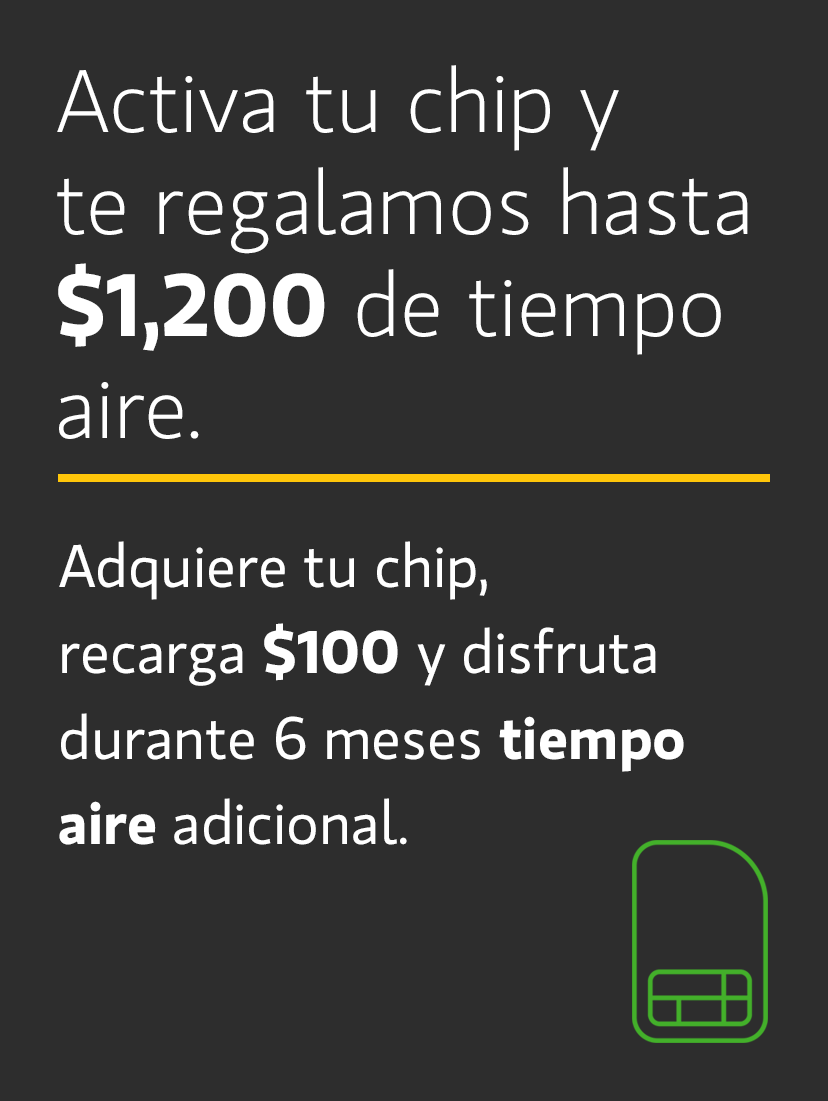 Activa tu chip y
te regalamos hasta
$1,200 de tiempo
aire.
Adquiere tu chip,
recarga $100 y disfruta
durante 6 meses tiempo
aire adicional.